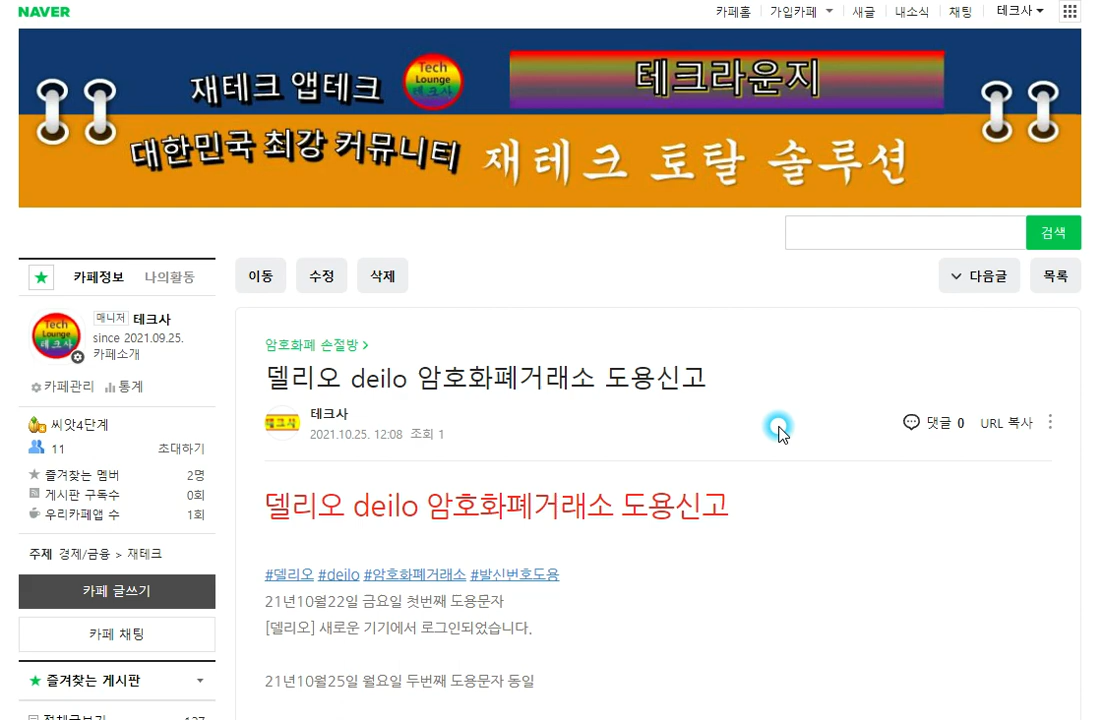 NAVER
카페홈 가입카페 새글 내소식 채팅 테크사
재테크 앱테크 Tech Lounge 테크사 테크라운지
대한민국 최강 커뮤니티 재테크 토탈 솔루션
검색
카페정보 나의활동
이동 수정 삭제 다음글 목록
Tech Lounge 테크사
매니저 테크사
since 2021.09.25.
카페소개
카페관리 통계
씨앗4단계
11 초대하기
즐겨찾는 멤버 2명
게시판 구독수 0회
우리카페앱 수 1회
주제 경제/금융 > 재테크
카페 글쓰기
카페 채팅
즐겨찾는 게시판
전체글보기 137
암호화폐 손절방 >
델리오 deilo 암호화폐거래소 도용신고
테크사
테크사
2021.10.25. 12:08 조회 1
댓글 0 URL 복사
델리오 deilo 암호화폐거래소 도용신고
#델리오 #deilo #암호화폐거래소 #발신번호도용
21년10월22일 금요일 첫번째 도용문자
[델리오] 새로운 기기에서 로그인되었습니다.
21년10월25일 월요일 두번째 도용문자 동일